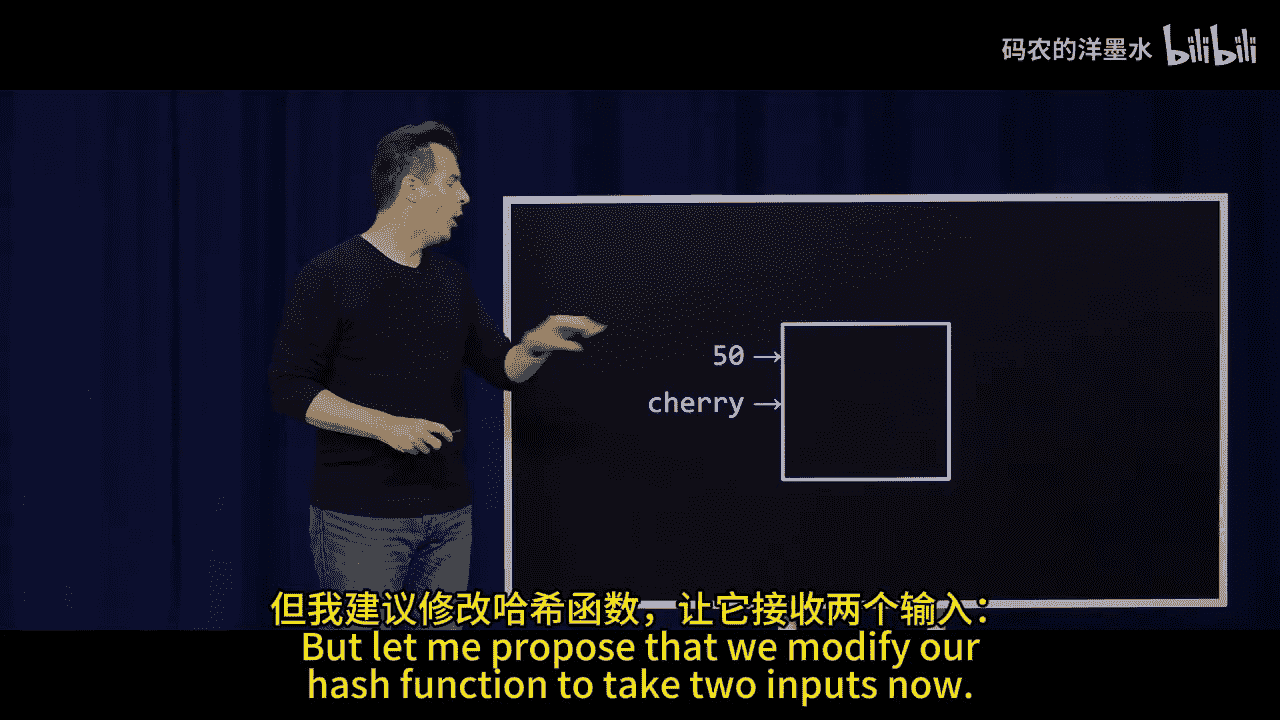 码农的洋墨水 bilibili
50 →
cherry →
但我建议修改哈希函数，让它接收两个输入：
But let me propose that we modify our
hash function to take two inputs now.